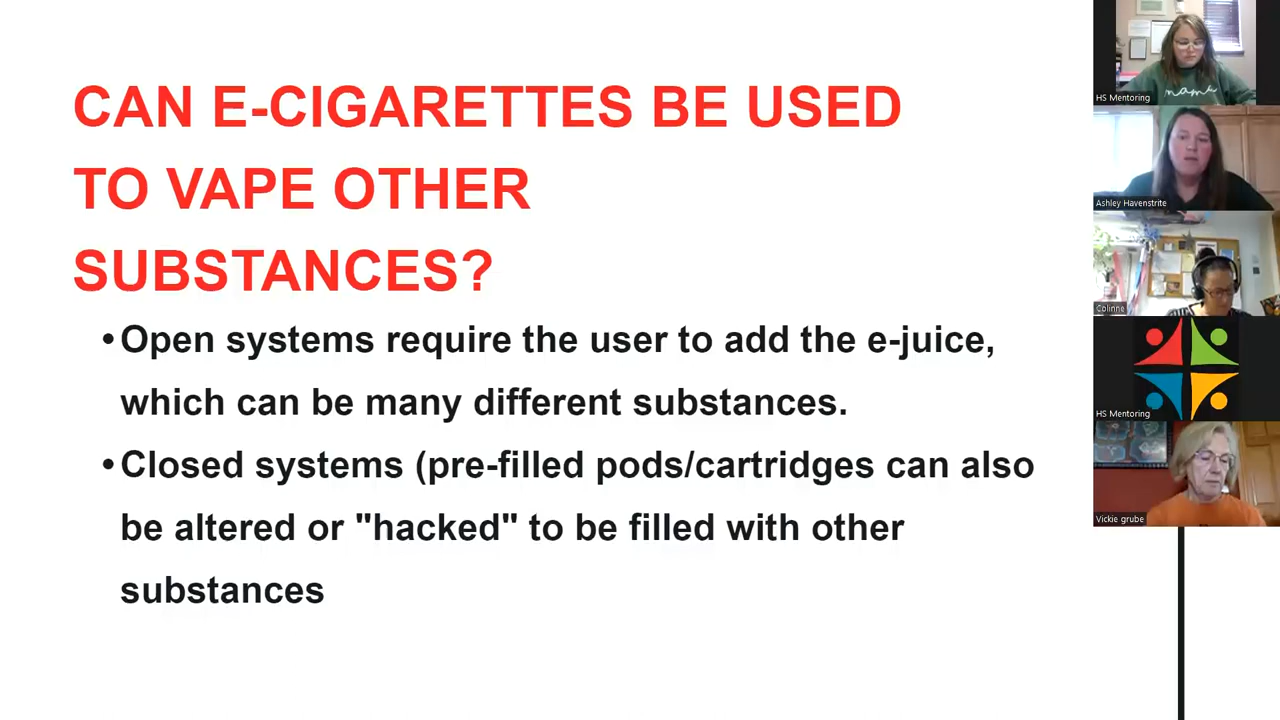 CAN E-CIGARETTES BE USED
TO VAPE OTHER
SUBSTANCES?
•Open systems require the user to add the e-juice,
which can be many different substances.
•Closed systems (pre-filled pods/cartridges can also
be altered or "hacked" to be filled with other
substances
mama
HS Mentoring
Ashley Havenstrite
Colinne
HS Mentoring
Vickie grube